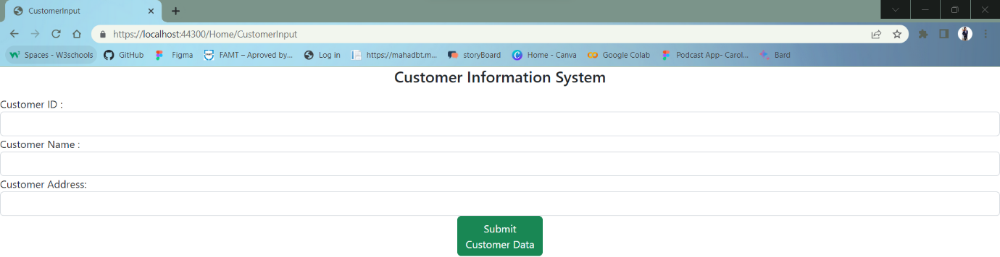 CustomerInput
https://localhost:44300/Home/CustomerInput
Spaces - W3schools GitHub Figma FAMT – Aproved by... Log in https://mahadbt.m... storyBoard Home - Canva Google Colab Podcast App- Carol... Bard
Customer Information System
Customer ID :
Customer Name :
Customer Address:
Submit
Customer Data